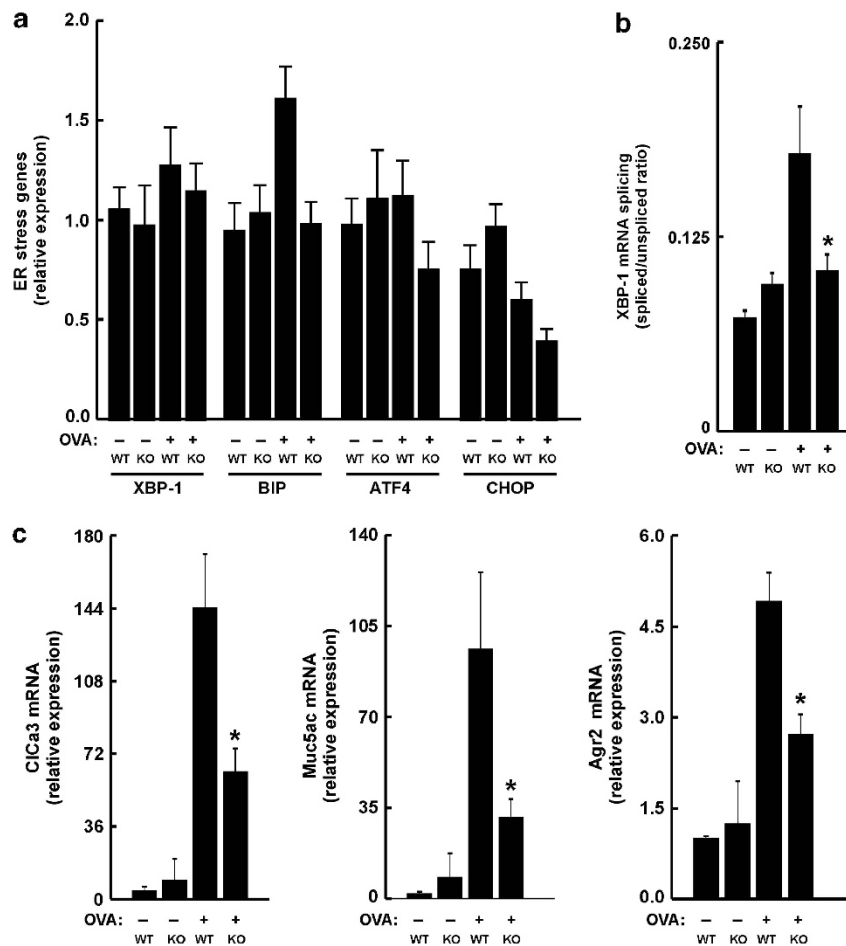 a
ER stress genes
(relative expression)
2.0
1.5
1.0
0.5
0.0
OVA: – – + + – – + + – – + + – – + +
WT KO WT KO WT KO WT KO WT KO WT KO WT KO WT KO
XBP-1 BIP ATF4 CHOP
b
XBP-1 mRNA splicing
(spliced/unspliced ratio)
0.250
0.125
0
*
OVA: – – + +
WT KO WT KO
c
ClCa3 mRNA
(relative expression)
180
144
108
72
36
0
*
OVA: – – + +
WT KO WT KO
Muc5ac mRNA
(relative expression)
140
105
70
35
0
*
OVA: – – + +
WT KO WT KO
Agr2 mRNA
(relative expression)
6.0
4.5
3.0
1.5
0.0
*
OVA: – – + +
WT KO WT KO